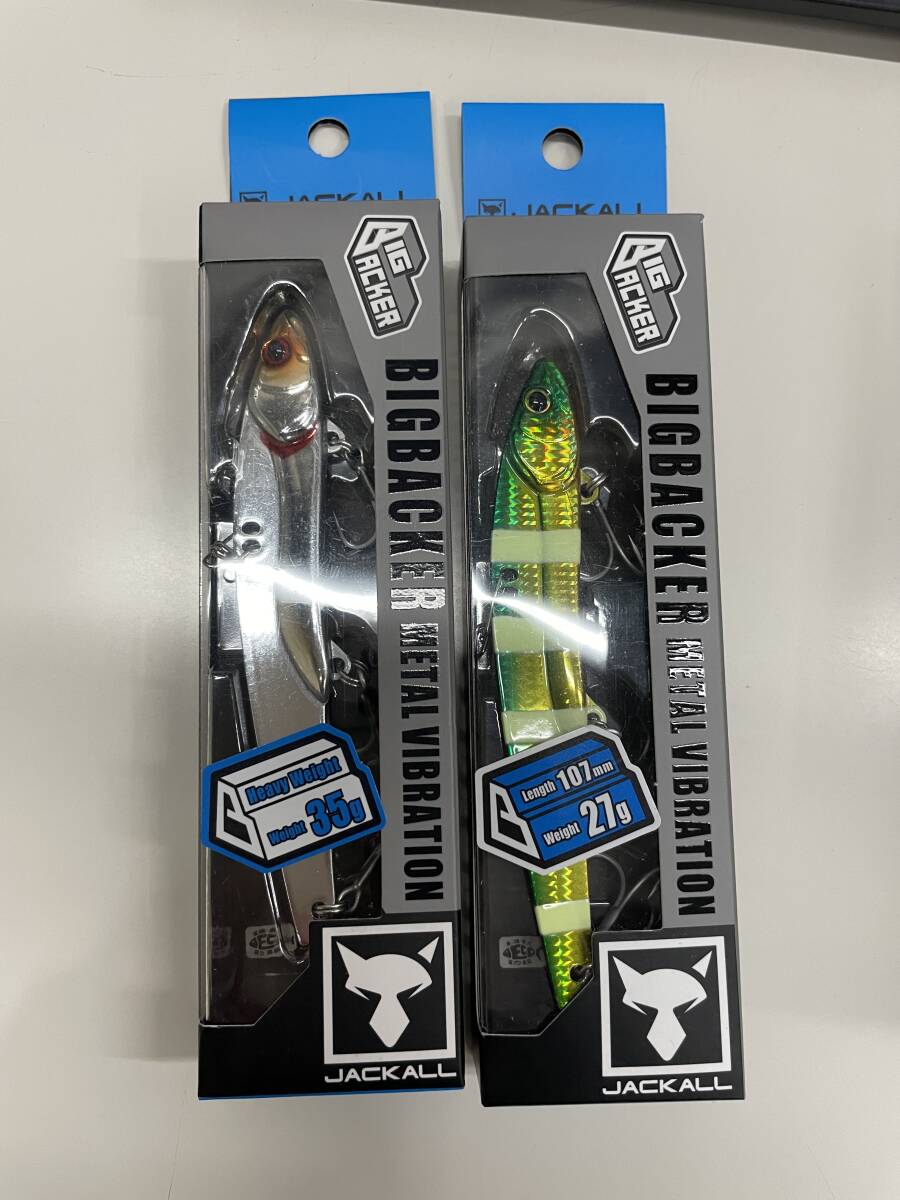 JACKALL
BIG BACKER
BIGBACKER METAL VIBRATION
Heavy Weight
Weight 35g
JACKALL
JACKALL
BIG BACKER
BIGBACKER METAL VIBRATION
Length 107mm
Weight 27g
JACKALL